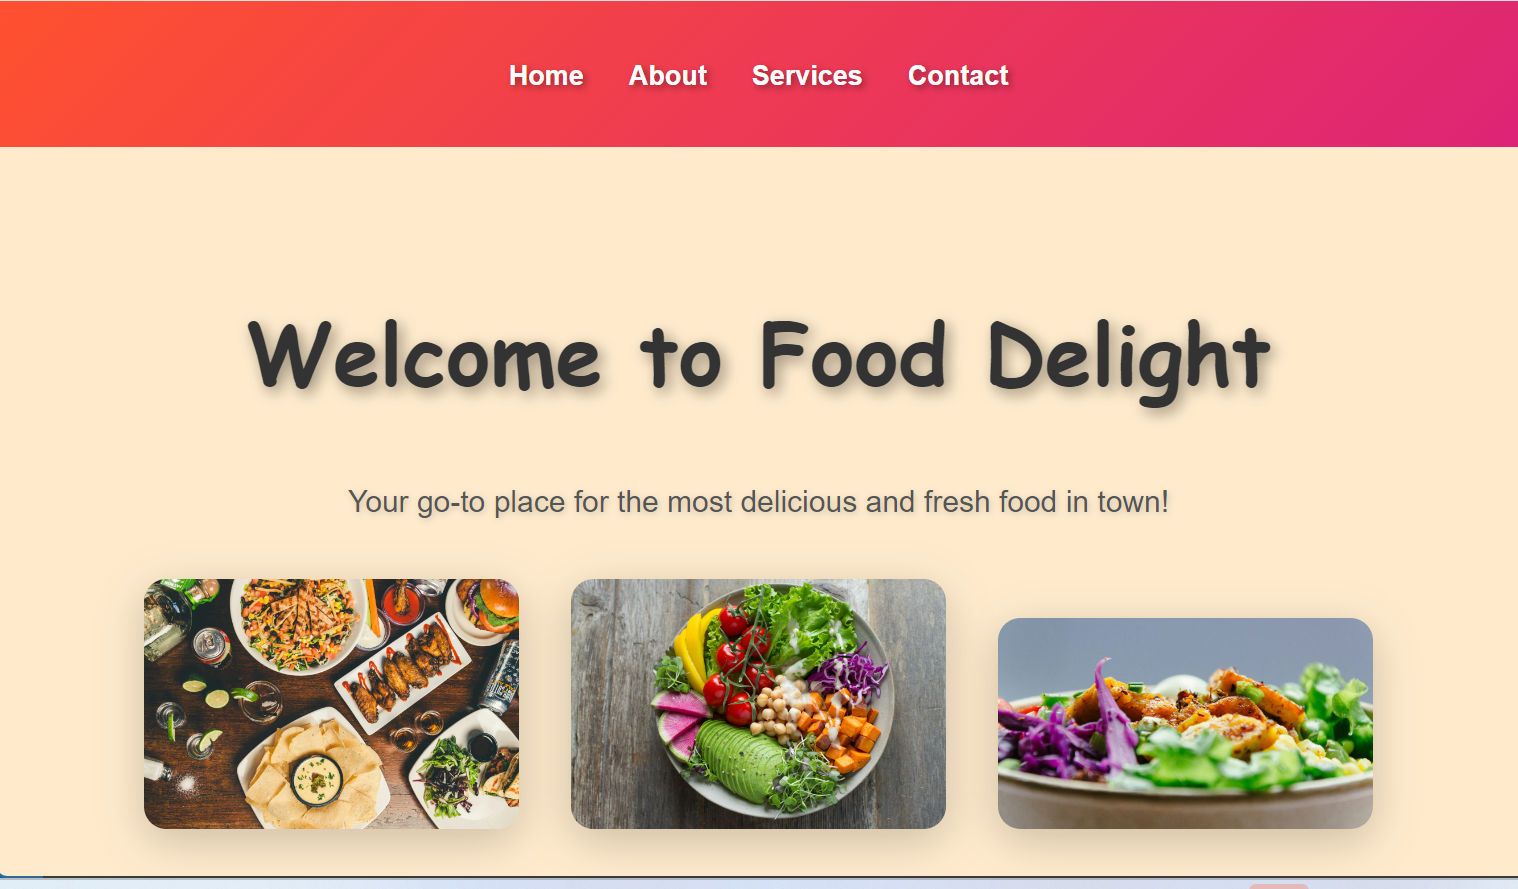 Home About Services Contact
Welcome to Food Delight
Your go-to place for the most delicious and fresh food in town!